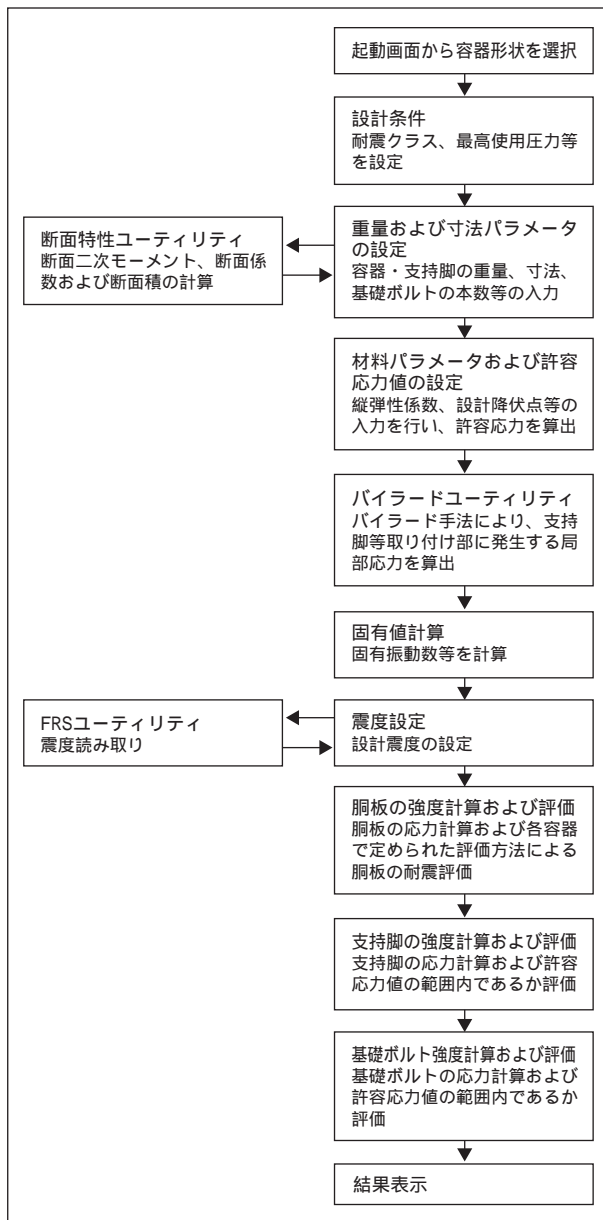 起動画面から容器形状を選択
設計条件
耐震クラス、最高使用圧力等
を設定
断面特性ユーティリティ
断面二次モーメント、断面係
数および断面積の計算
重量および寸法パラメータ
の設定
容器・支持脚の重量、寸法、
基礎ボルトの本数等の入力
材料パラメータおよび許容
応力値の設定
縦弾性係数、設計降伏点等の
入力を行い、許容応力を算出
バイラードユーティリティ
バイラード手法により、支持
脚等取り付け部に発生する局
部応力を算出
固有値計算
固有振動数等を計算
FRSユーティリティ
震度読み取り
震度設定
設計震度の設定
胴板の強度計算および評価
胴板の応力計算および各容器
で定められた評価方法による
胴板の耐震評価
支持脚の強度計算および評価
支持脚の応力計算および許容
応力値の範囲内であるか評価
基礎ボルト強度計算および評価
基礎ボルトの応力計算および
許容応力値の範囲内であるか
評価
結果表示